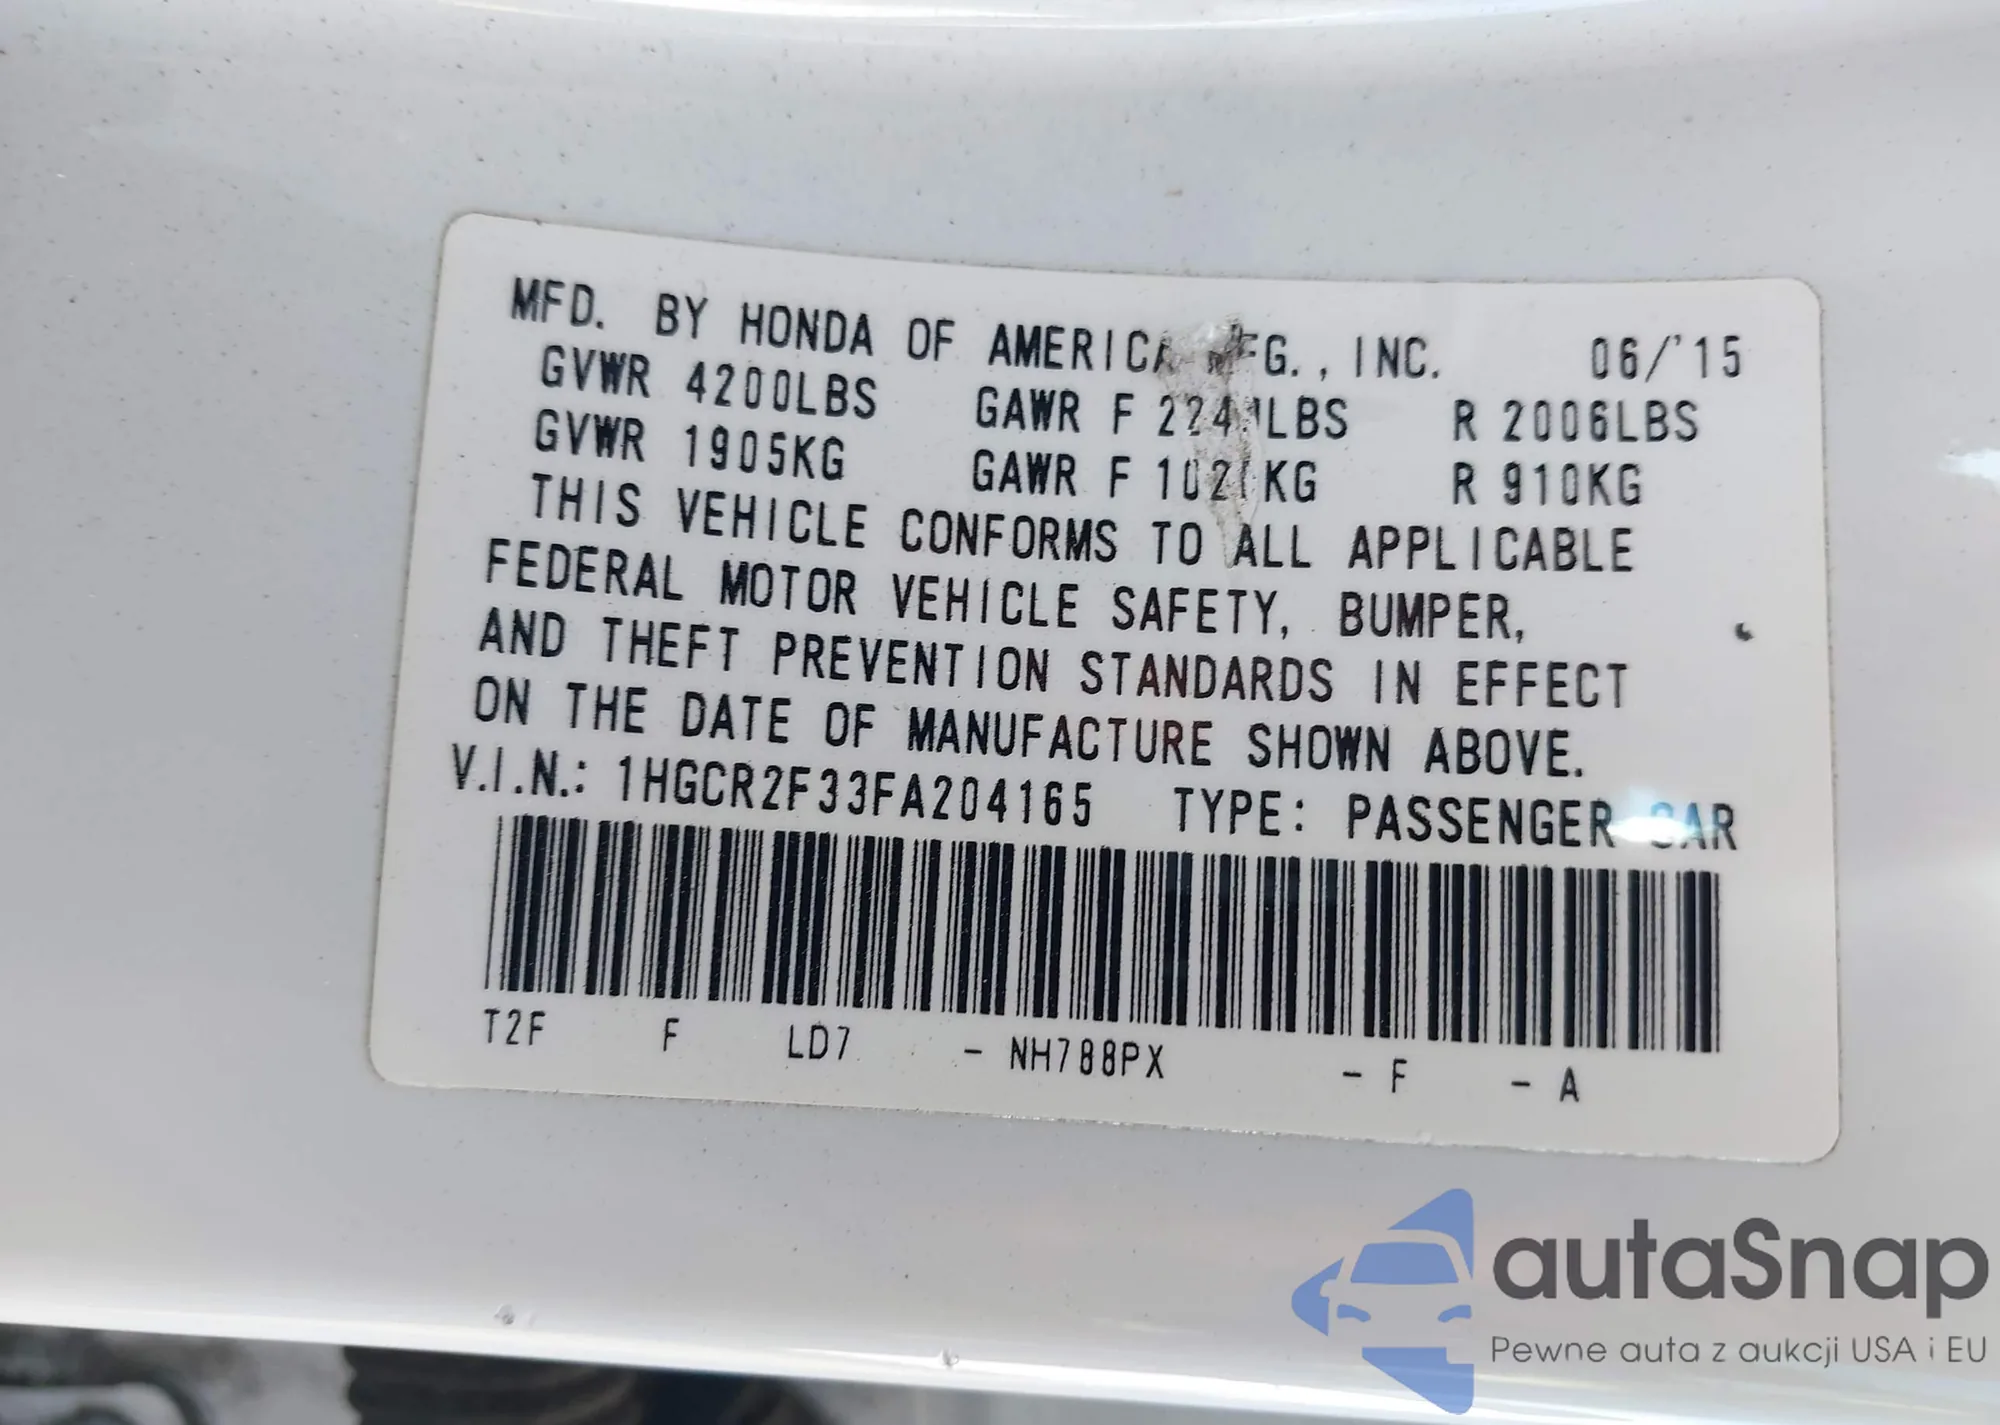 MFD. BY HONDA OF AMERICA MFG., INC. 06/'15
GVWR 4200LBS GAWR F LBS R 2006LBS
GVWR 1905KG GAWR F KG R 910KG
THIS VEHICLE CONFORMS TO ALL APPLICABLE
FEDERAL MOTOR VEHICLE SAFETY, BUMPER,
AND THEFT PREVENTION STANDARDS IN EFFECT
ON THE DATE OF MANUFACTURE SHOWN ABOVE.
V.I.N.: 1HGCR2F33FA204165 TYPE: PASSENGER CAR
T2F F LD7 - NH788PX - F - A
autaSnap
Pewne auta z aukcji USA i EU